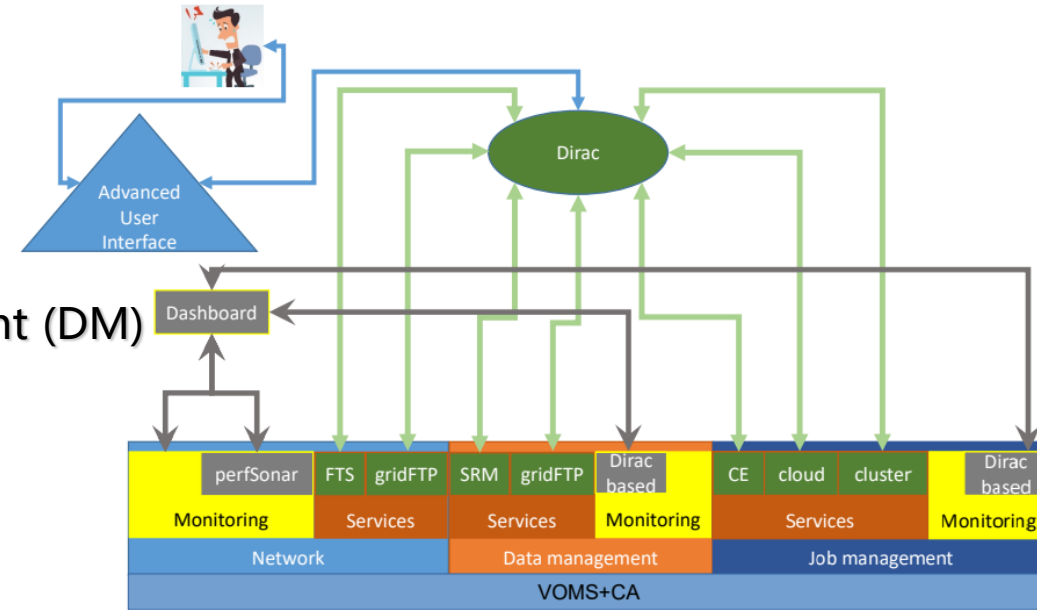 Dirac
Advanced
User
Interface
Dashboard
nt (DM)
perfSonar
FTS
gridFTP
SRM
gridFTP
Dirac
based
CE
cloud
cluster
Dirac
based
Monitoring
Services
Services
Monitoring
Services
Monitoring
Network
Data management
Job management
VOMS+CA